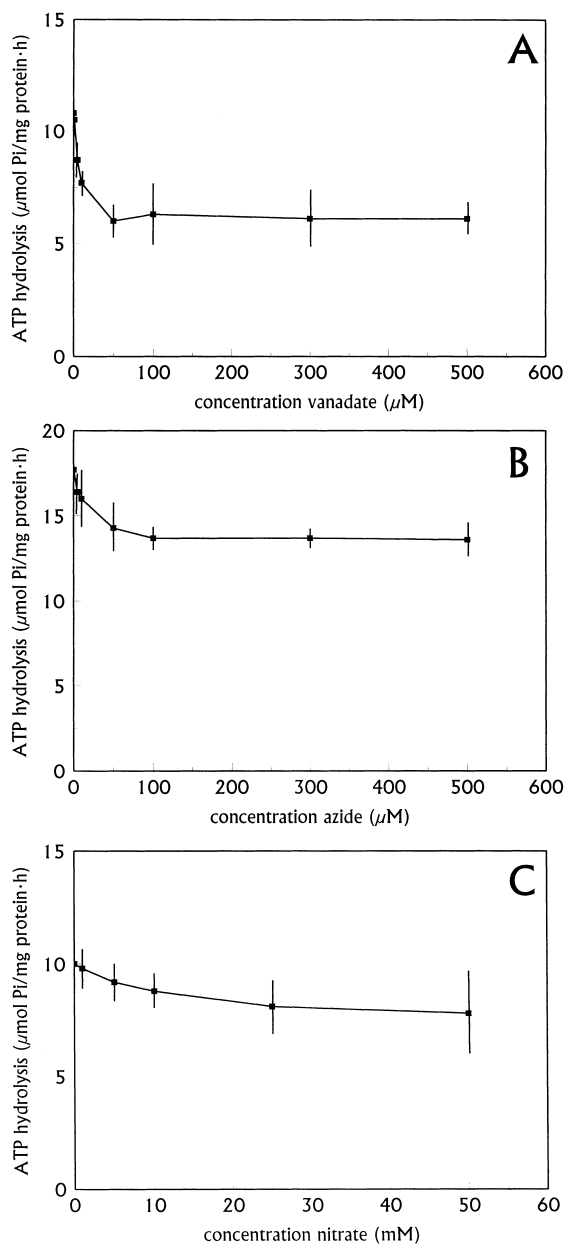 A
ATP hydrolysis (μmol Pi/mg protein·h)
15
10
5
0
0 100 200 300 400 500 600
concentration vanadate (μM)
B
ATP hydrolysis (μmol Pi/mg protein·h)
20
15
10
5
0
0 100 200 300 400 500 600
concentration azide (μM)
C
ATP hydrolysis (μmol Pi/mg protein·h)
15
10
5
0
0 10 20 30 40 50 60
concentration nitrate (mM)